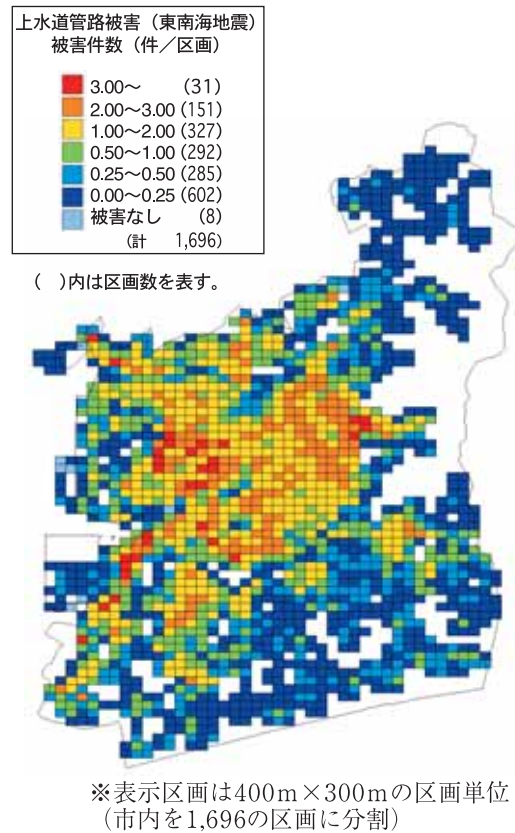 上水道管路被害（東南海地震）
被害件数（件／区画）
3.00～ （31）
2.00～3.00（151）
1.00～2.00（327）
0.50～1.00（292）
0.25～0.50（285）
0.00～0.25（602）
被害なし （8）
（計 1,696）
（ ）内は区画数を表す。
※表示区画は400ｍ×300ｍの区画単位
（市内を1,696の区画に分割）